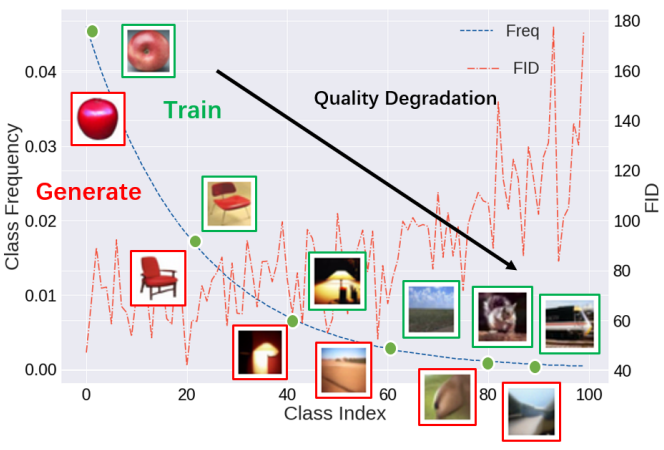 180
Freq
0.04
160
FID
Quality Degradation
140
Train
0.03
120
Generate
Class Frequency
FID
0.02
100
80
0.01
60
0.00
40
0
20
40
60
80
100
Class Index